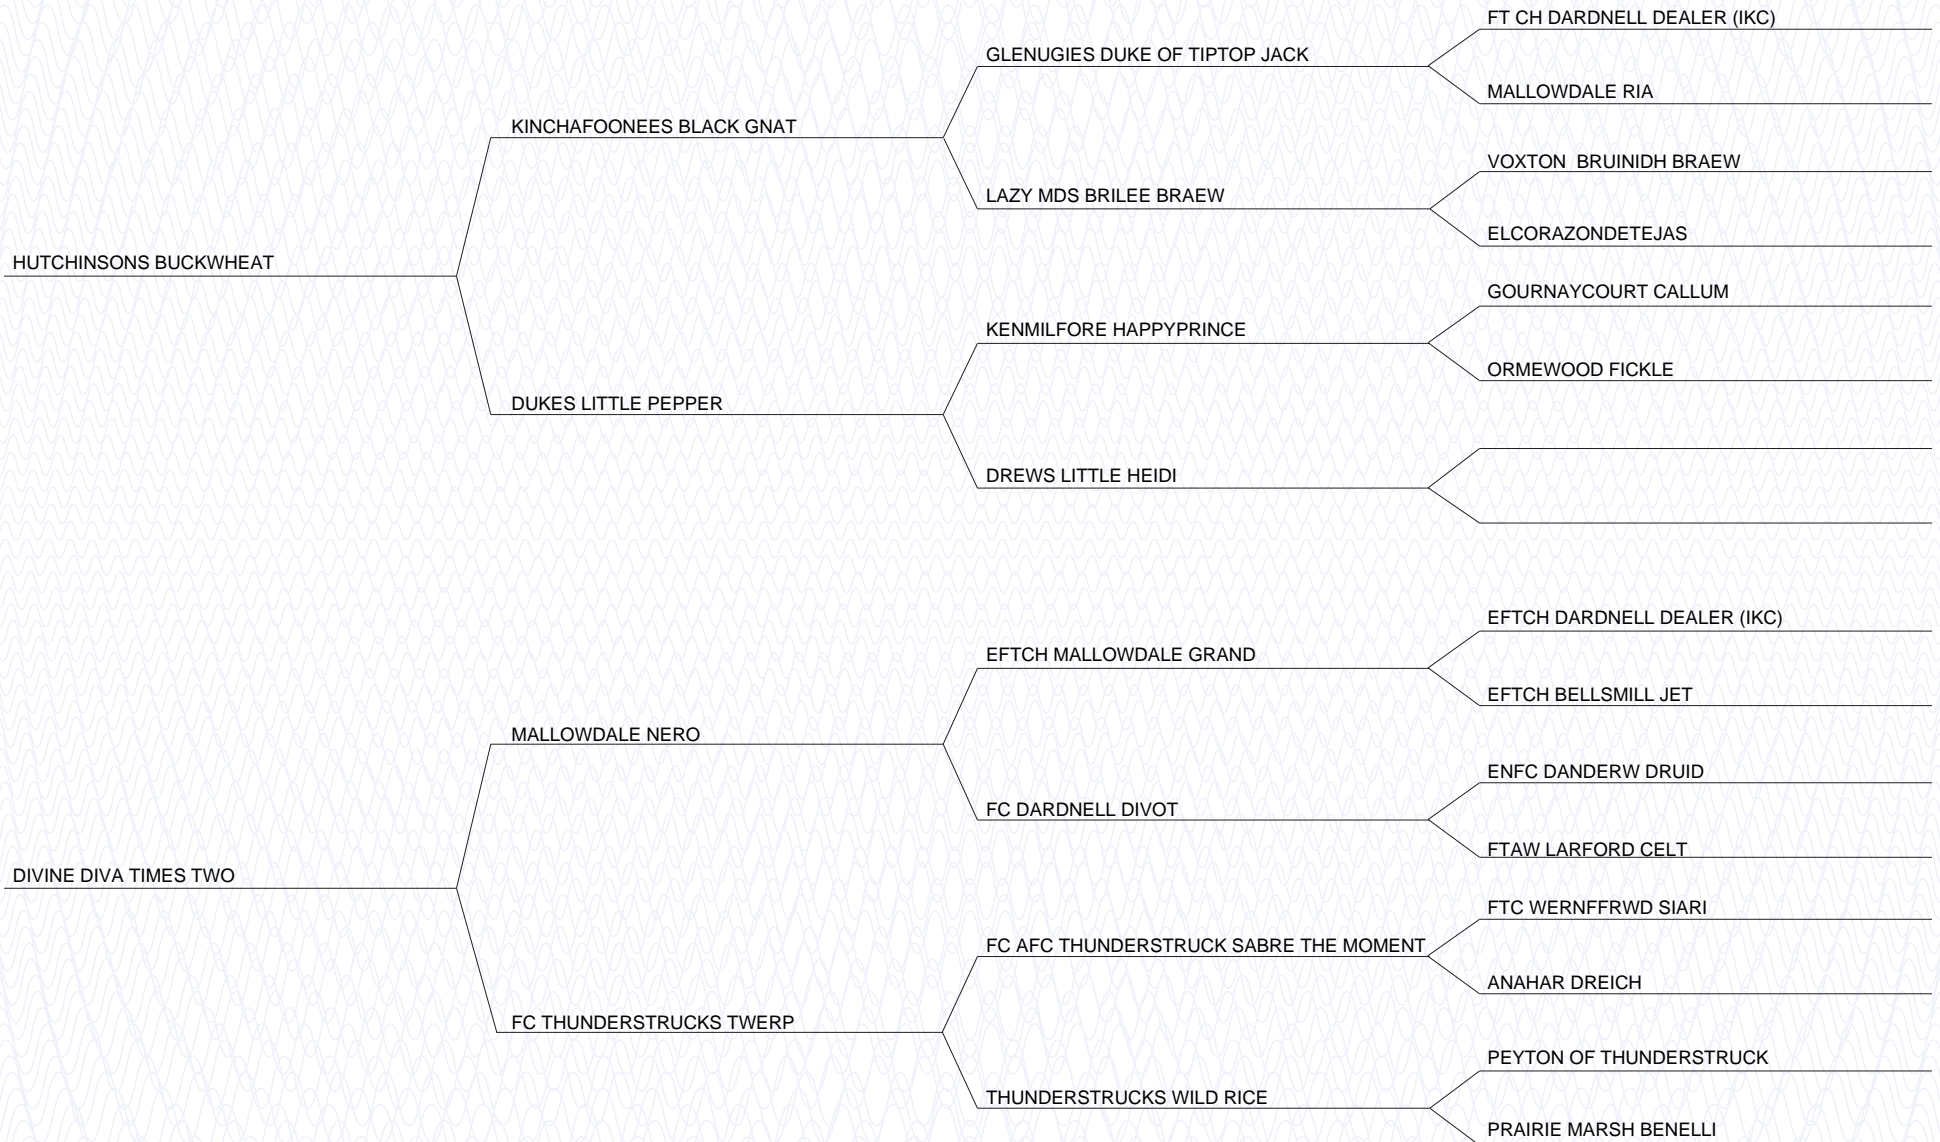 FT CH DARDNELL DEALER (IKC)
GLENUGIES DUKE OF TIPTOP JACK
MALLOWDALE RIA
KINCHAFOONEES BLACK GNAT
VOXTON  BRUINIDH BRAEW
LAZY MDS BRILEE BRAEW
ELCORAZONDETEJAS
HUTCHINSONS BUCKWHEAT
GOURNAYCOURT CALLUM
KENMILFORE HAPPYPRINCE
ORMEWOOD FICKLE
DUKES LITTLE PEPPER
DREWS LITTLE HEIDI
EFTCH DARDNELL DEALER (IKC)
EFTCH MALLOWDALE GRAND
EFTCH BELLSMILL JET
MALLOWDALE NERO
ENFC DANDERW DRUID
FC DARDNELL DIVOT
FTAW LARFORD CELT
DIVINE DIVA TIMES TWO
FTC WERNFFRWD SIARI
FC AFC THUNDERSTRUCK SABRE THE MOMENT
ANAHAR DREICH
FC THUNDERSTRUCKS TWERP
PEYTON OF THUNDERSTRUCK
THUNDERSTRUCKS WILD RICE
PRAIRIE MARSH BENELLI